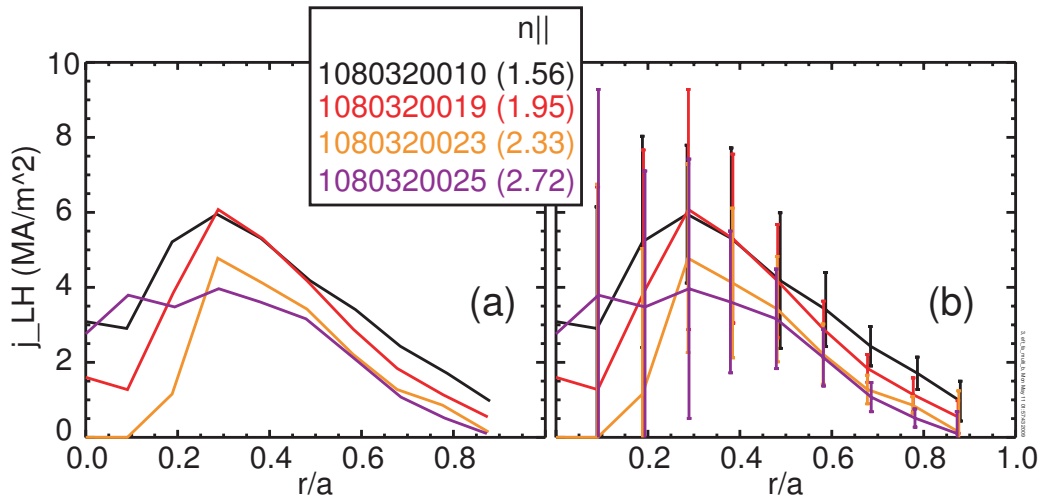 n||
1080320010 (1.56)
1080320019 (1.95)
1080320023 (2.33)
1080320025 (2.72)
j_LH (MA/m^2)
10
8
6
4
2
0
(a)
(b)
0.0 0.2 0.4 0.6 0.8
0.2 0.4 0.6 0.8 1.0
r/a
r/a